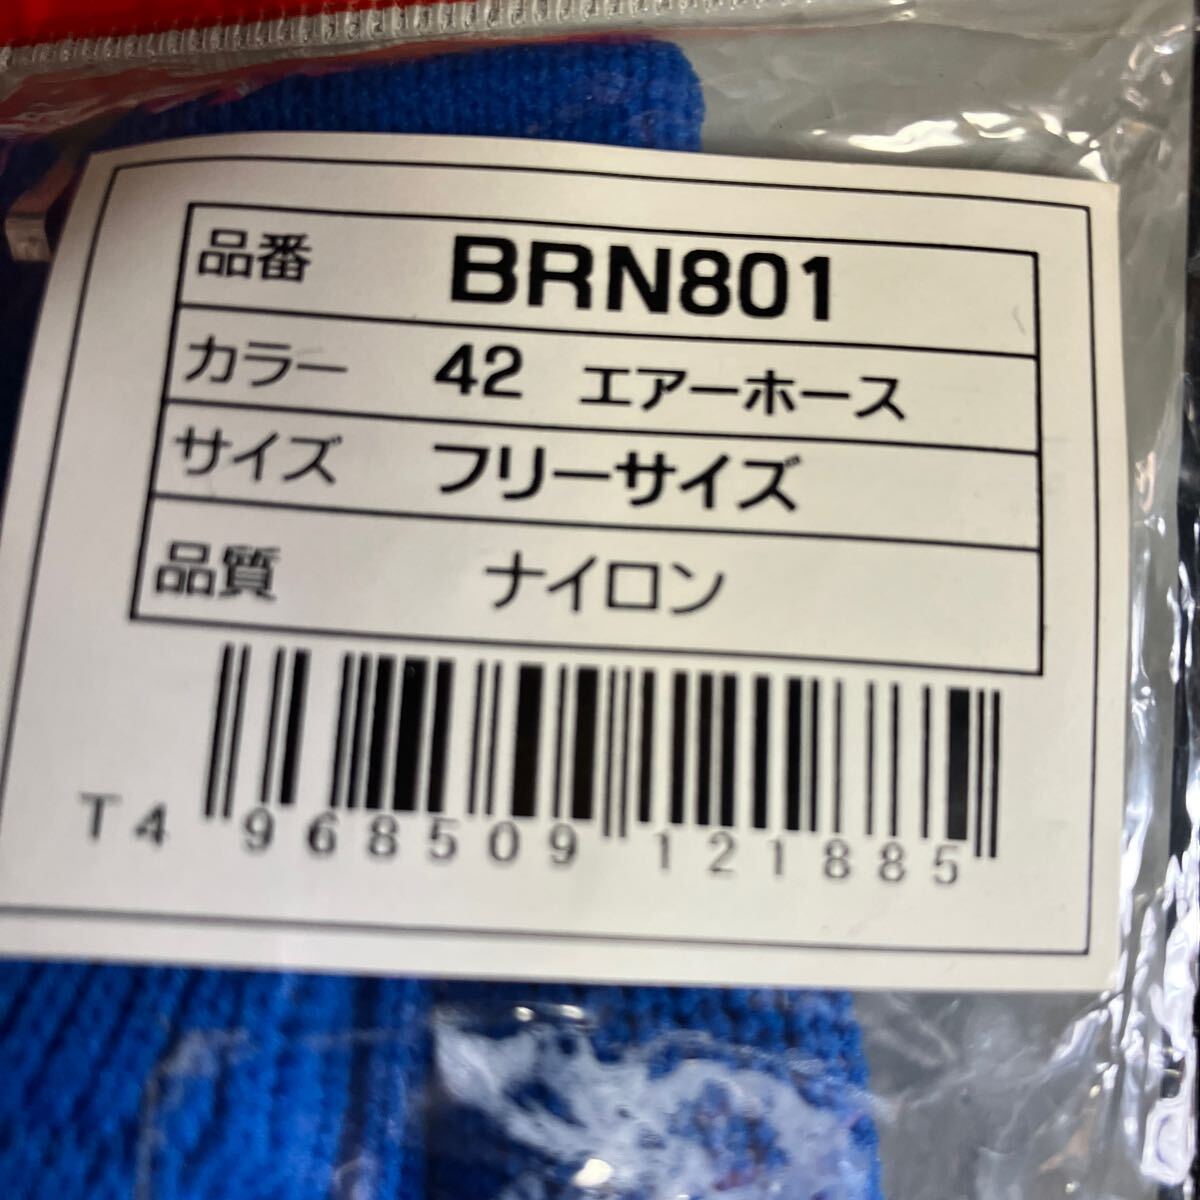 品番 BRN801
カラー 42 エアーホース
サイズ フリーサイズ
品質 ナイロン
T4 968509 121885